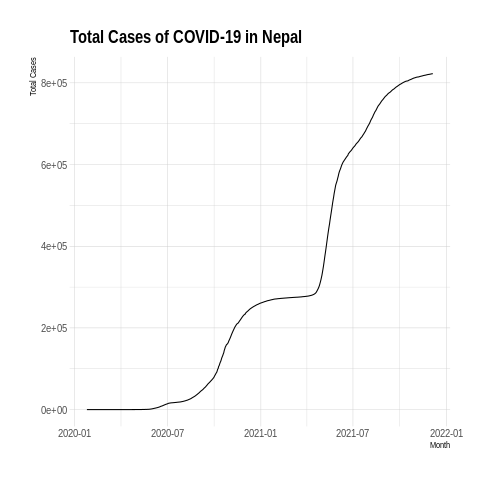 Total Cases of COVID-19 in Nepal
Total Cases
8e+05
6e+05
4e+05
2e+05
0e+00
2020-01 2020-07 2021-01 2021-07 2022-01
Month